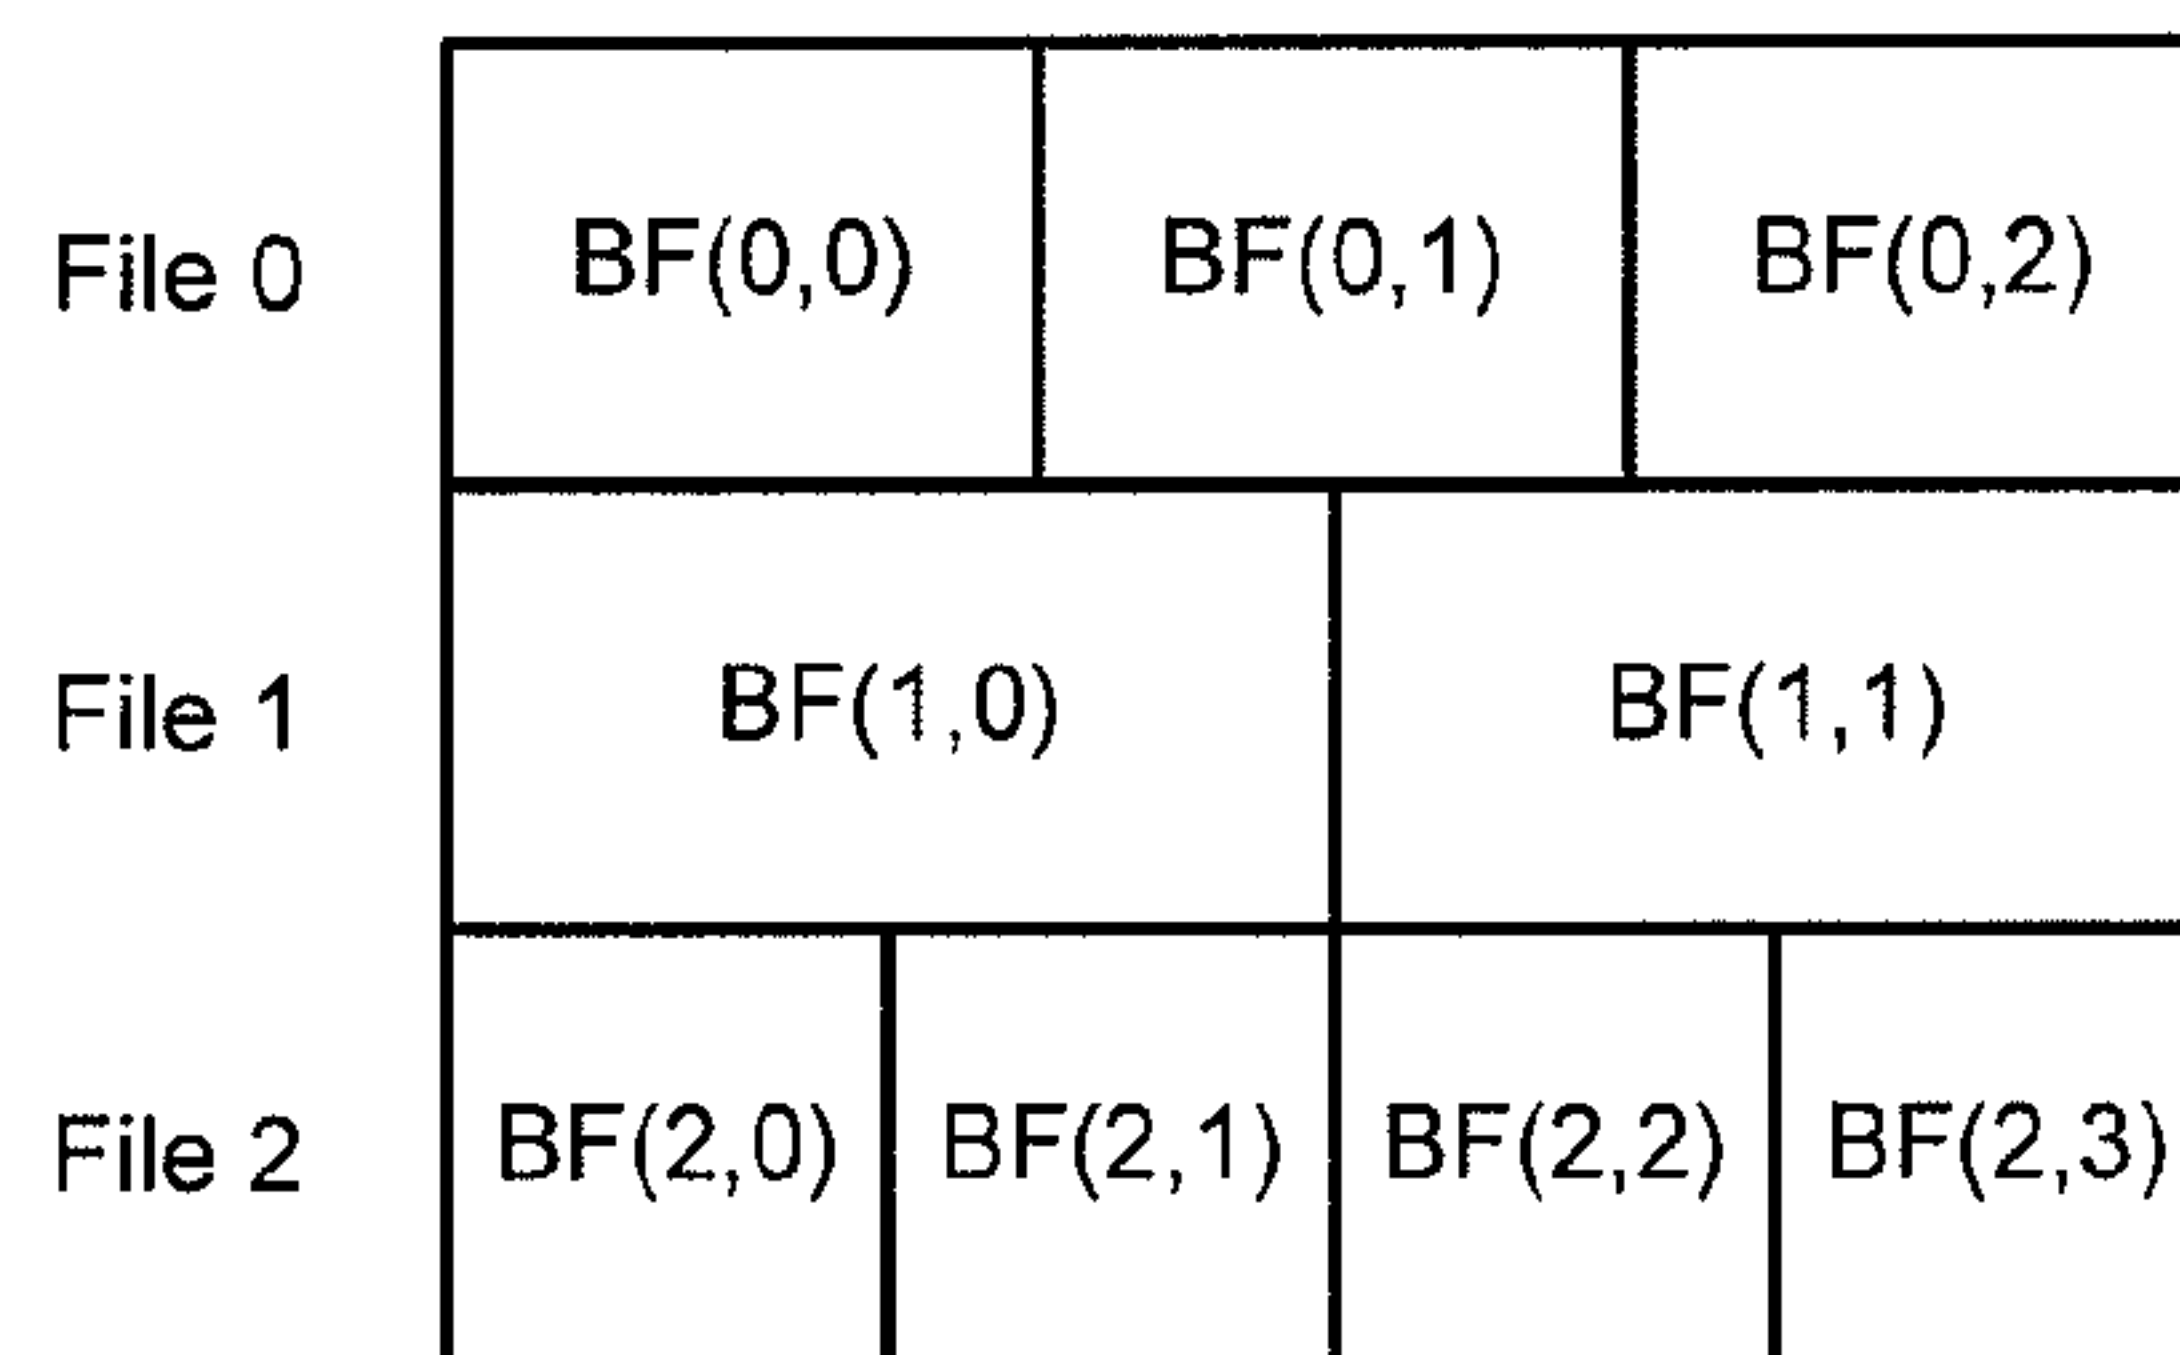 File 0 BF(0,0) BF(0,1) BF(0,2)
File 1 BF(1,0) BF(1,1)
File 2 BF(2,0) BF(2,1) BF(2,2) BF(2,3)